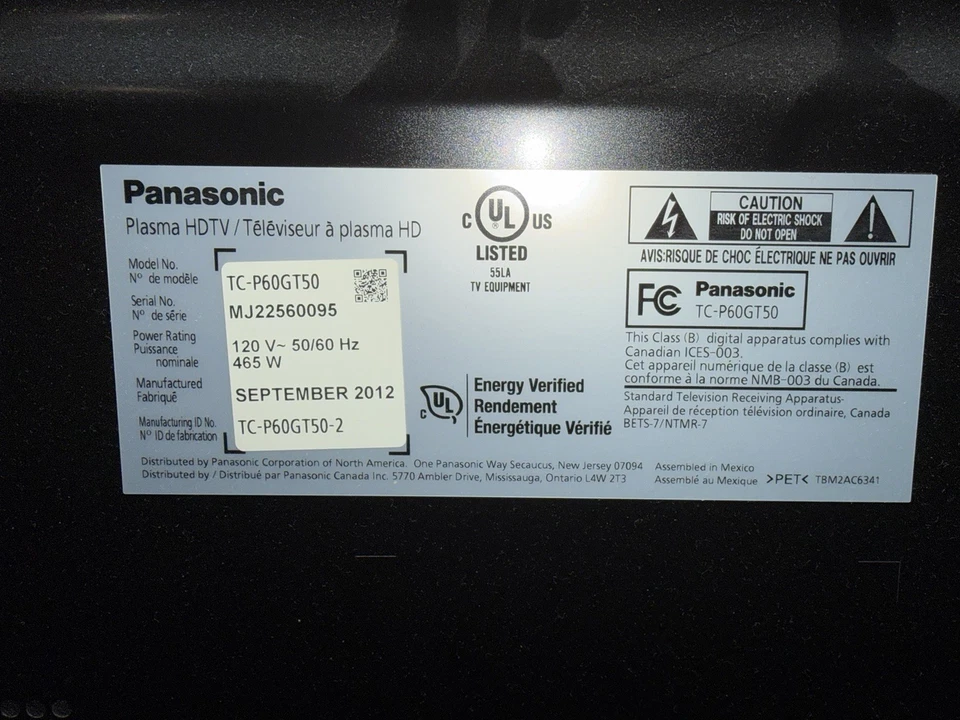 Panasonic
Plasma HDTV / Téléviseur à plasma HD
Model No.
Nº de modèle
TC-P60GT50
Serial No.
Nº de série
MJ22560095
Power Rating
Puissance
nominale
120 V~ 50/60 Hz
465 W
Manufactured
Fabriqué
SEPTEMBER 2012
Manufacturing ID No.
Nº ID de fabrication
TC-P60GT50-2
C UL ® US
LISTED
55LA
TV EQUIPMENT
C UL
Energy Verified
Rendement
Énergétique Vérifié
CAUTION
RISK OF ELECTRIC SHOCK
DO NOT OPEN
AVIS:RISQUE DE CHOC ÉLECTRIQUE NE PAS OUVRIR
FC Panasonic
TC-P60GT50
This Class (B) digital apparatus complies with
Canadian ICES-003.
Cet appareil numérique de la classe (B) est
conforme à la norme NMB-003 du Canada.
Standard Television Receiving Apparatus-
Appareil de réception télévision ordinaire, Canada
BETS-7/NTMR-7
Distributed by Panasonic Corporation of North America. One Panasonic Way Secaucus, New Jersey 07094
Distributed by / Distribué par Panasonic Canada Inc. 5770 Ambler Drive, Mississauga, Ontario L4W 2T3
Assembled in Mexico
Assemblé au Mexique >PET< TBM2AC6341